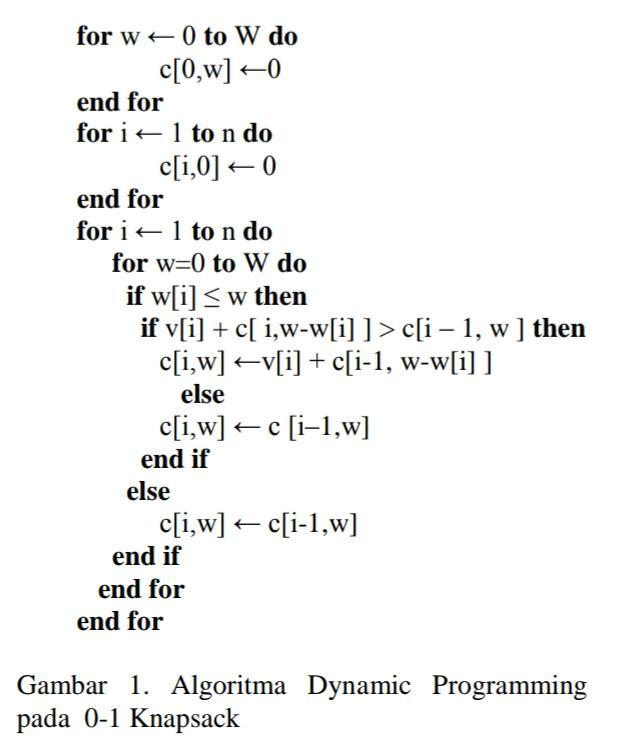 for w ← 0 to W do
c[0,w] ←0
end for
for i ← 1 to n do
c[i,0] ← 0
end for
for i ← 1 to n do
for w=0 to W do
if w[i] ≤ w then
if v[i] + c[ i,w-w[i] ] > c[i – 1, w ] then
c[i,w] ←v[i] + c[i-1, w-w[i] ]
else
c[i,w] ← c [i–1,w]
end if
else
c[i,w] ← c[i-1,w]
end if
end for
end for
Gambar 1. Algoritma Dynamic Programming
pada 0-1 Knapsack